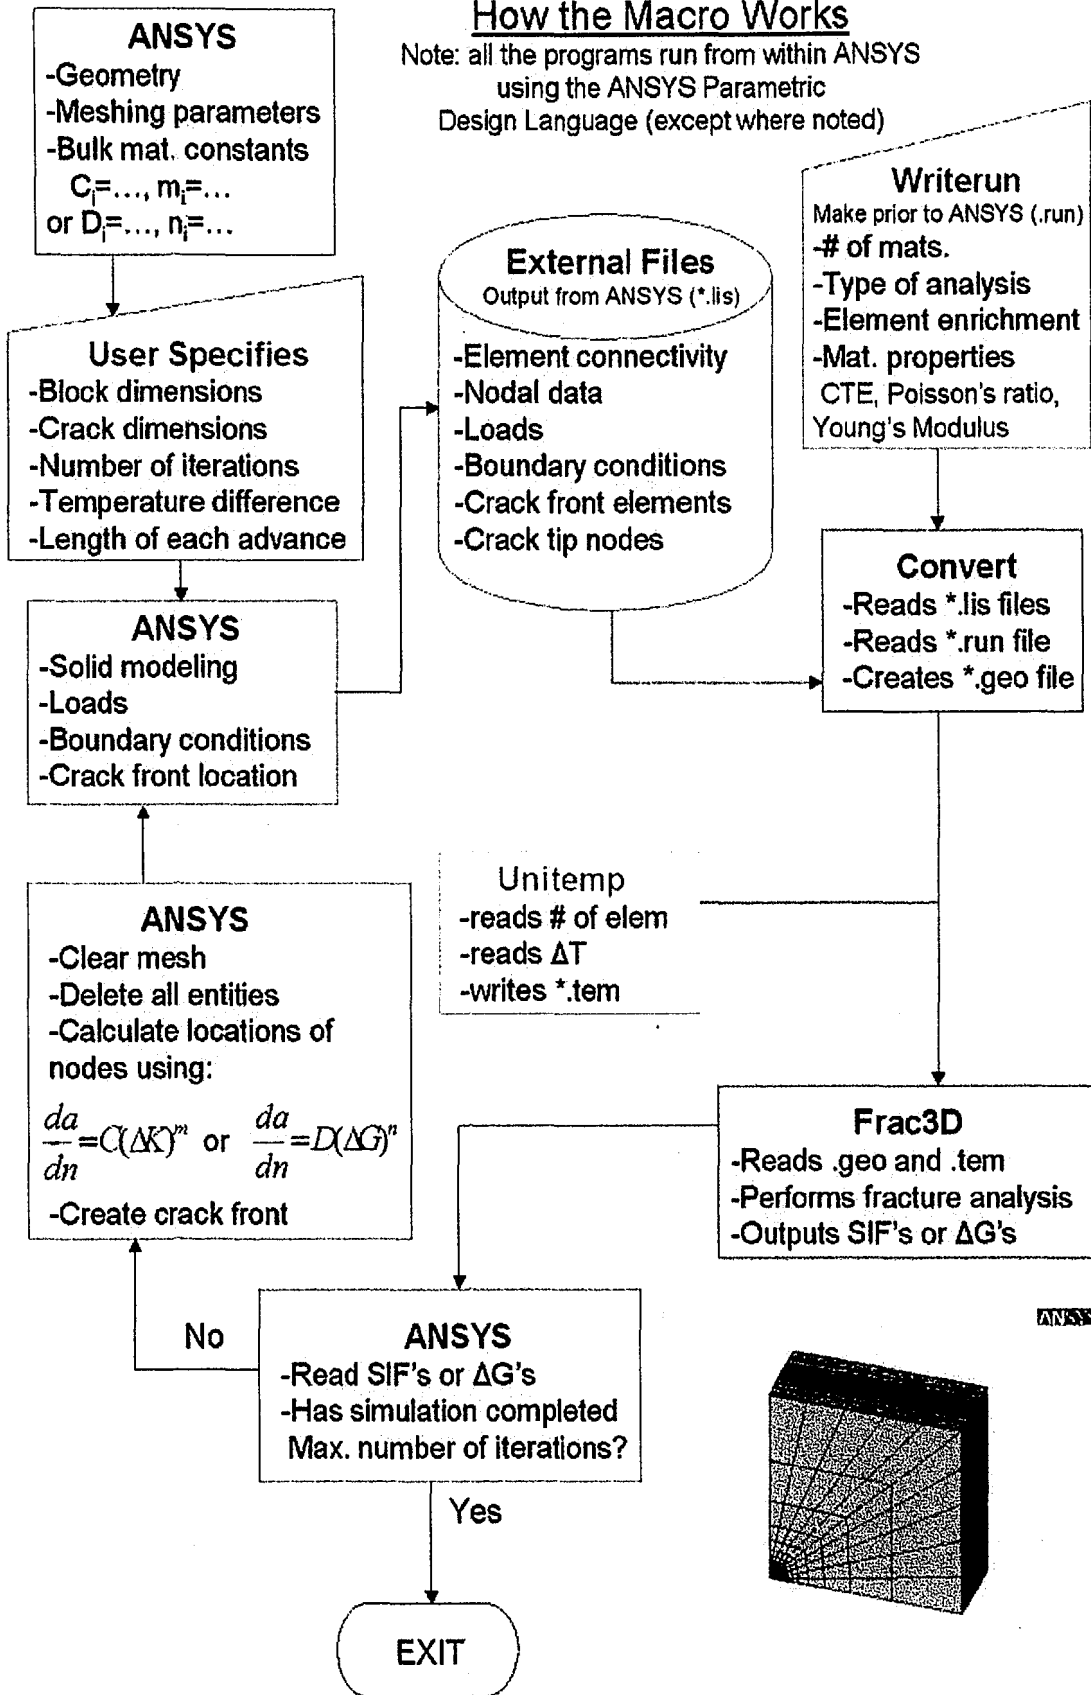 How the Macro Works
Note: all the programs run from within ANSYS
using the ANSYS Parametric
Design Language (except where noted)
ANSYS
-Geometry
-Meshing parameters
-Bulk mat. constants
Cᵢ=..., mᵢ=...
or Dᵢ=..., nᵢ=...
User Specifies
-Block dimensions
-Crack dimensions
-Number of iterations
-Temperature difference
-Length of each advance
ANSYS
-Solid modeling
-Loads
-Boundary conditions
-Crack front location
External Files
Output from ANSYS (*.lis)
-Element connectivity
-Nodal data
-Loads
-Boundary conditions
-Crack front elements
-Crack tip nodes
Writerun
Make prior to ANSYS (.run)
-# of mats.
-Type of analysis
-Element enrichment
-Mat. properties
CTE, Poisson's ratio,
Young's Modulus
Convert
-Reads *.lis files
-Reads *.run file
-Creates *.geo file
Unitemp
-reads # of elem
-reads ΔT
-writes *.tem
Frac3D
-Reads .geo and .tem
-Performs fracture analysis
-Outputs SIF's or ΔG's
ANSYS
-Read SIF's or ΔG's
-Has simulation completed
Max. number of iterations?
No
ANSYS
-Clear mesh
-Delete all entities
-Calculate locations of
nodes using:
da/dn=C(ΔK)ᵐ or da/dn=D(ΔG)ⁿ
-Create crack front
Yes
EXIT
ANSYS